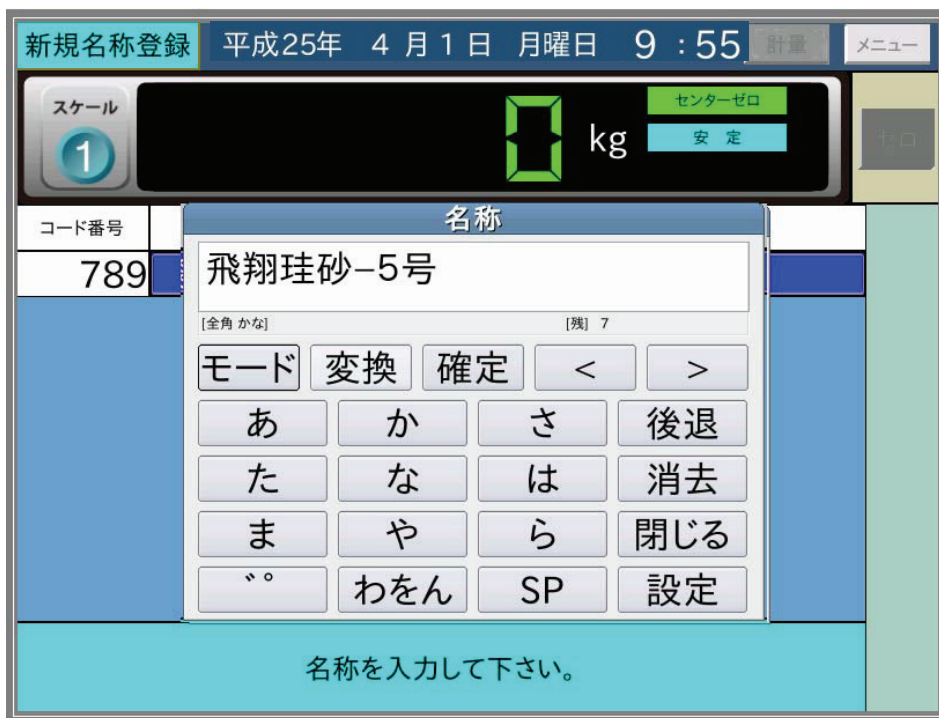 新規名称登録 平成25年 4月1日 月曜日 9:55 計量 メニュー
スケール
1
0 kg
センターゼロ
安 定
ゼロ
コード番号
789
名称
飛翔珪砂−5号
[全角 かな] [残] 7
モード 変換 確定 < >
あ か さ 後退
た な は 消去
ま や ら 閉じる
゛゜ わをん SP 設定
名称を入力して下さい。